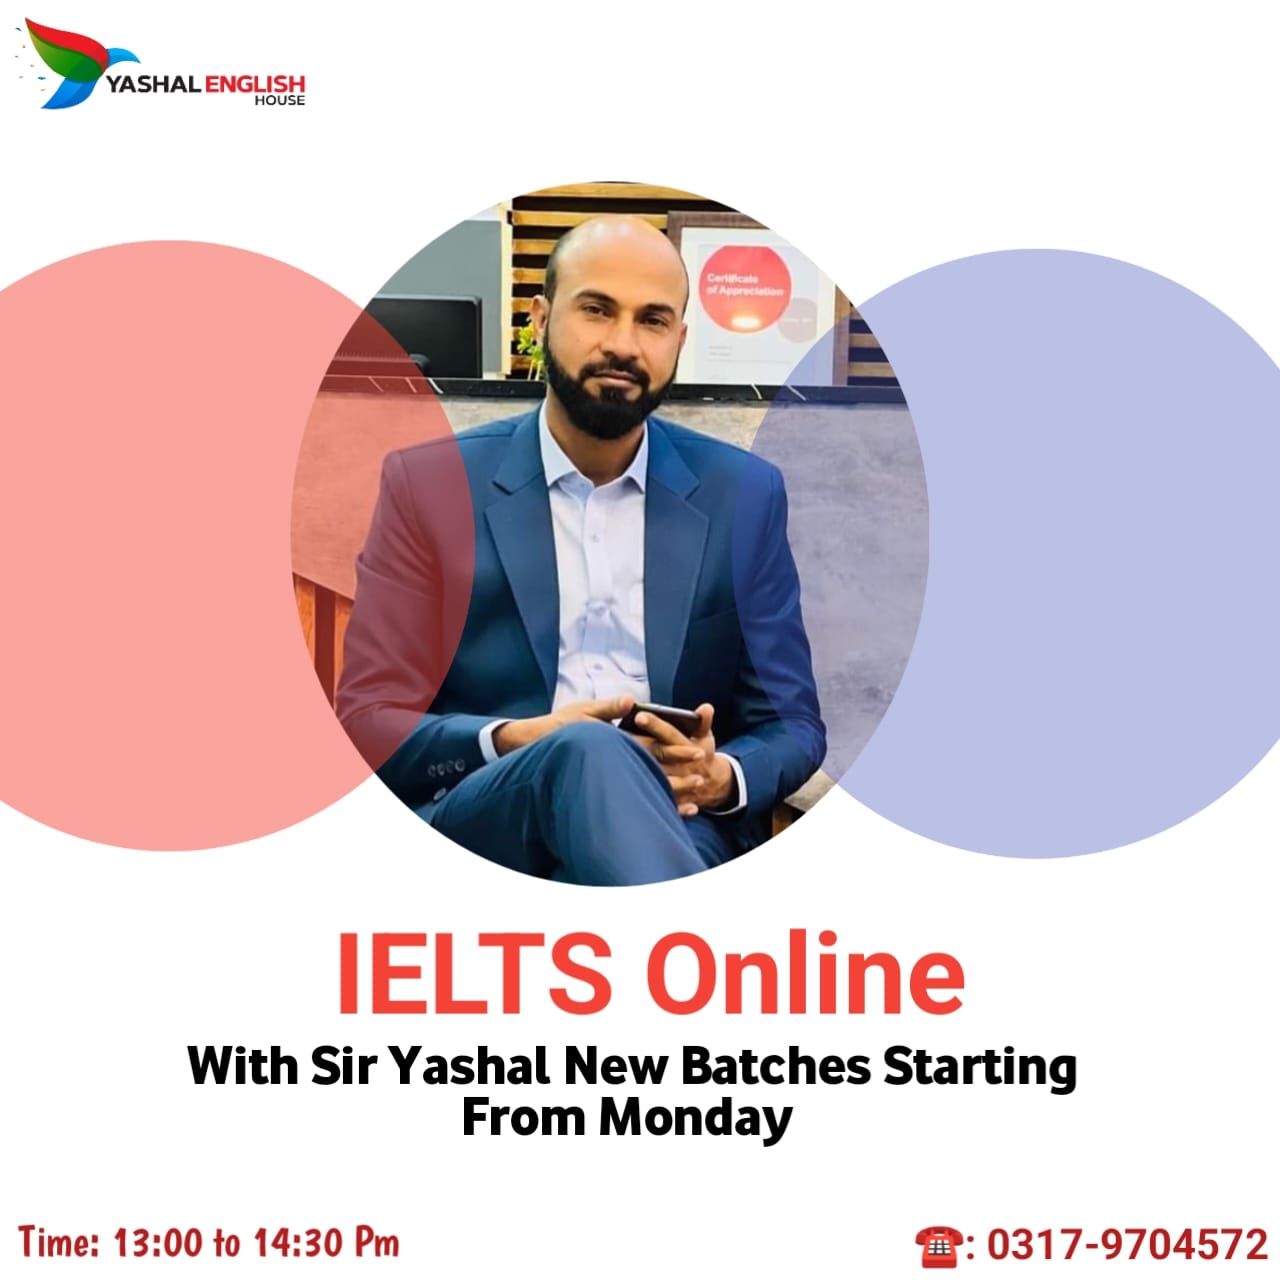 YASHAL ENGLISH
HOUSE
Certificate
of Appreciation
IELTS Online
With Sir Yashal New Batches Starting
From Monday
Time: 13:00 to 14:30 Pm
☎: 0317-9704572